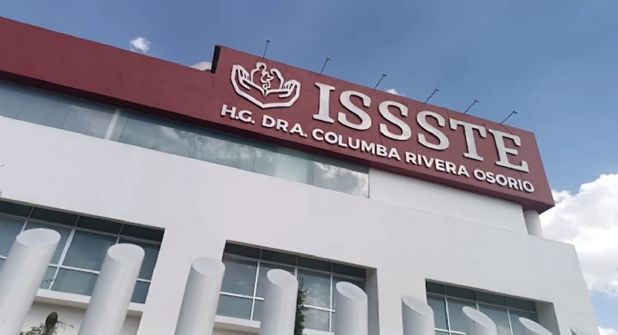 ISSSTE
H.G. DRA. COLUMBA RIVERA OSORIO